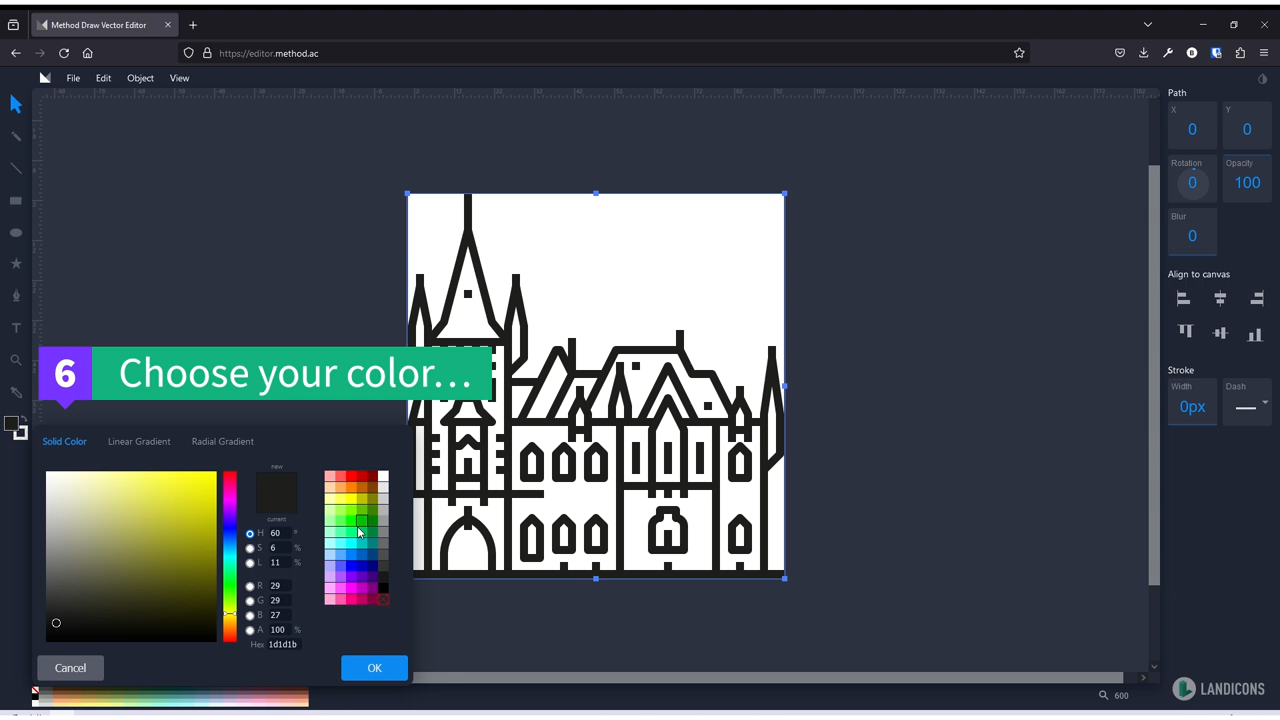 Method Draw Vector Editor
https://editor.method.ac
File Edit Object View
Path
X Y
0 0
Rotation Opacity
0 100
Blur
0
Align to canvas
Stroke
Width Dash
0px
6 Choose your color...
Solid Color Linear Gradient Radial Gradient
new
current
H 60 °
S 6 %
L 11 %
R 29
G 29
B 27
A 100 %
Hex 1d1d1b
Cancel OK
600
LANDICONS